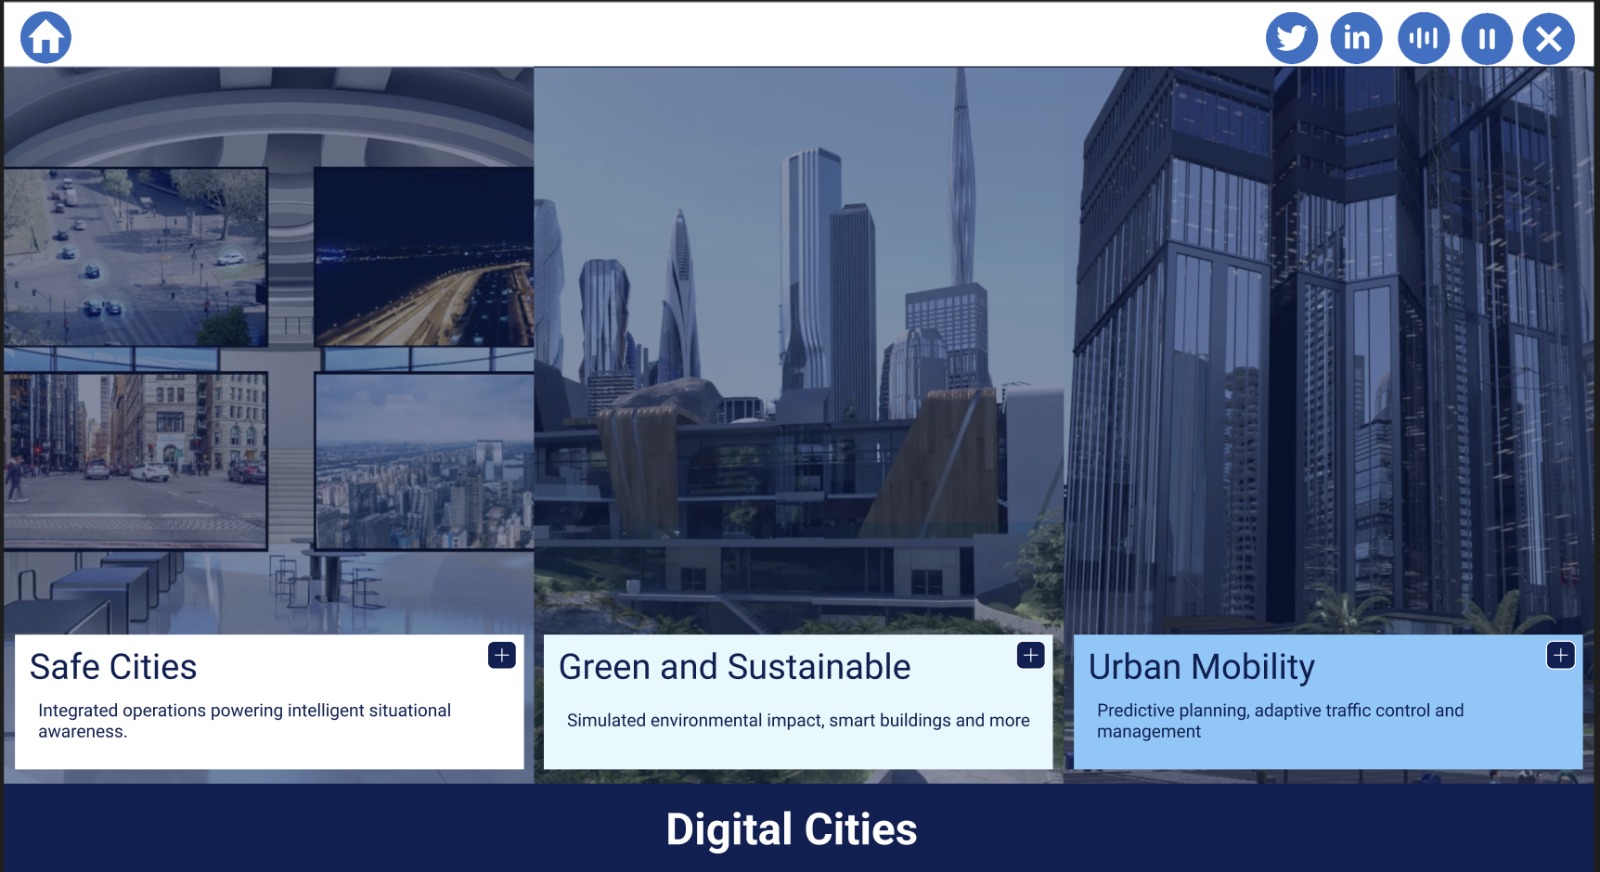 in
Safe Cities
Integrated operations powering intelligent situational
awareness.
Green and Sustainable
Simulated environmental impact, smart buildings and more
Urban Mobility
Predictive planning, adaptive traffic control and
management
Digital Cities